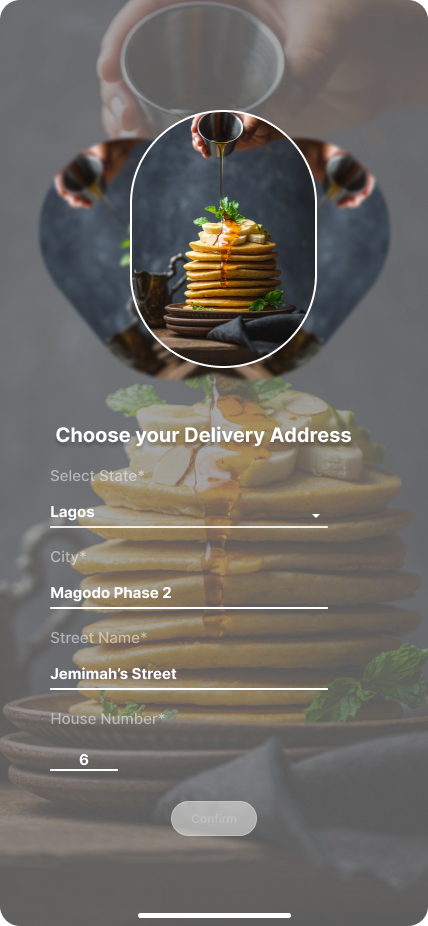 Choose your Delivery Address
Select State*
Lagos
City*
Magodo Phase 2
Street Name*
Jemimah’s Street
House Number*
6
Confirm